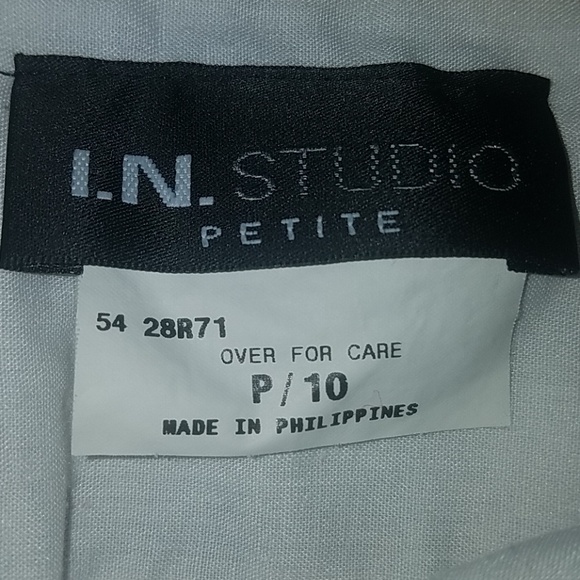 I.N. STUDIO
PETITE
54 28R71
OVER FOR CARE
P/10
MADE IN PHILIPPINES